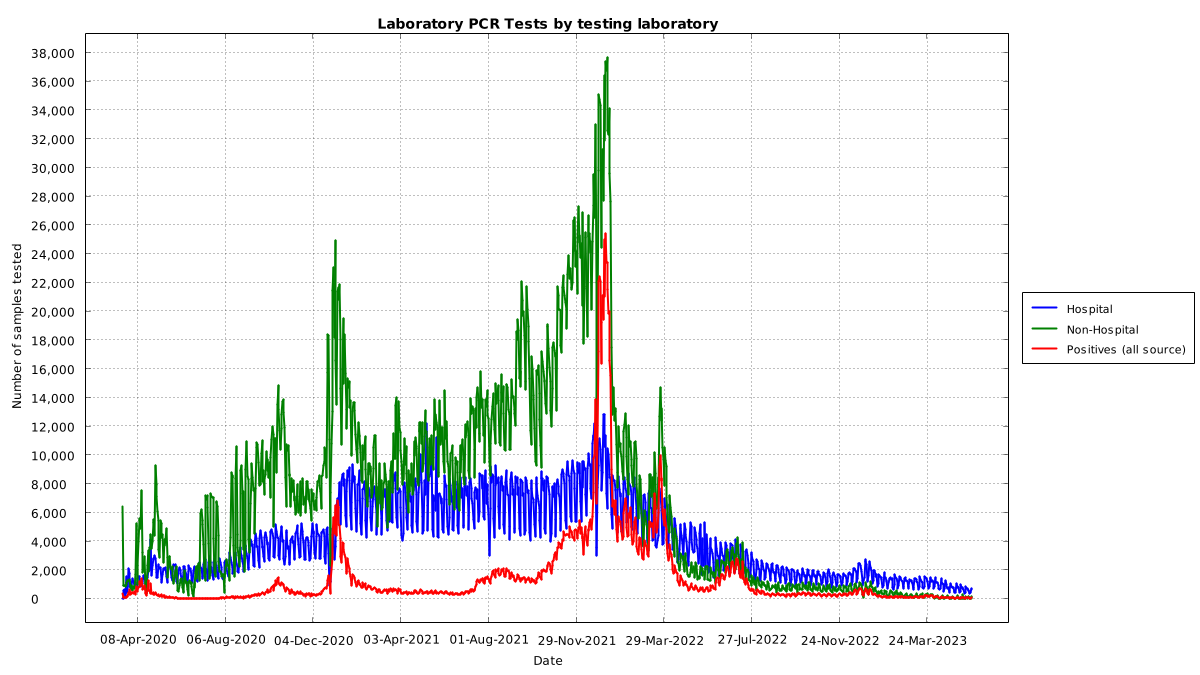 Laboratory PCR Tests by testing laboratory
38,000
36,000
34,000
32,000
30,000
28,000
26,000
24,000
22,000
20,000
18,000
16,000
14,000
12,000
10,000
8,000
6,000
4,000
2,000
0
Number of samples tested
08-Apr-2020 06-Aug-2020 04-Dec-2020 03-Apr-2021 01-Aug-2021 29-Nov-2021 29-Mar-2022 27-Jul-2022 24-Nov-2022 24-Mar-2023
Date
Hospital
Non-Hospital
Positives (all source)